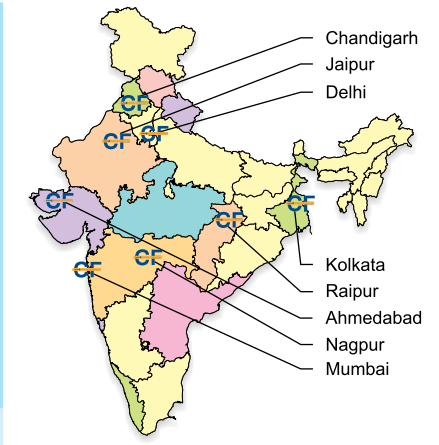 Chandigarh
Jaipur
Delhi
CF
CF
CF
CF
CF
CF
CF
CF
Kolkata
Raipur
Ahmedabad
Nagpur
Mumbai